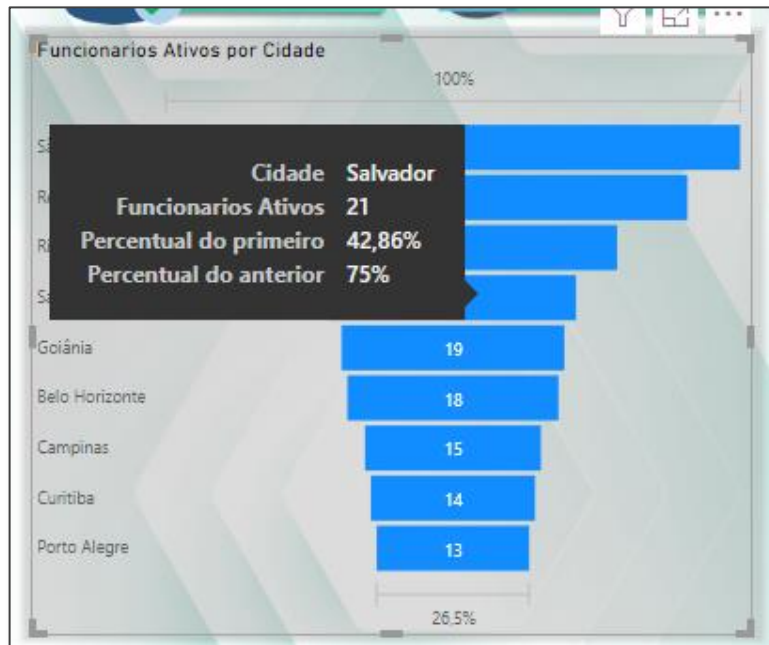 Funcionarios Ativos por Cidade
100%
Cidade Salvador
Funcionarios Ativos 21
Percentual do primeiro 42,86%
Percentual do anterior 75%
Goiânia 19
Belo Horizonte 18
Campinas 15
Curitiba 14
Porto Alegre 13
26,5%